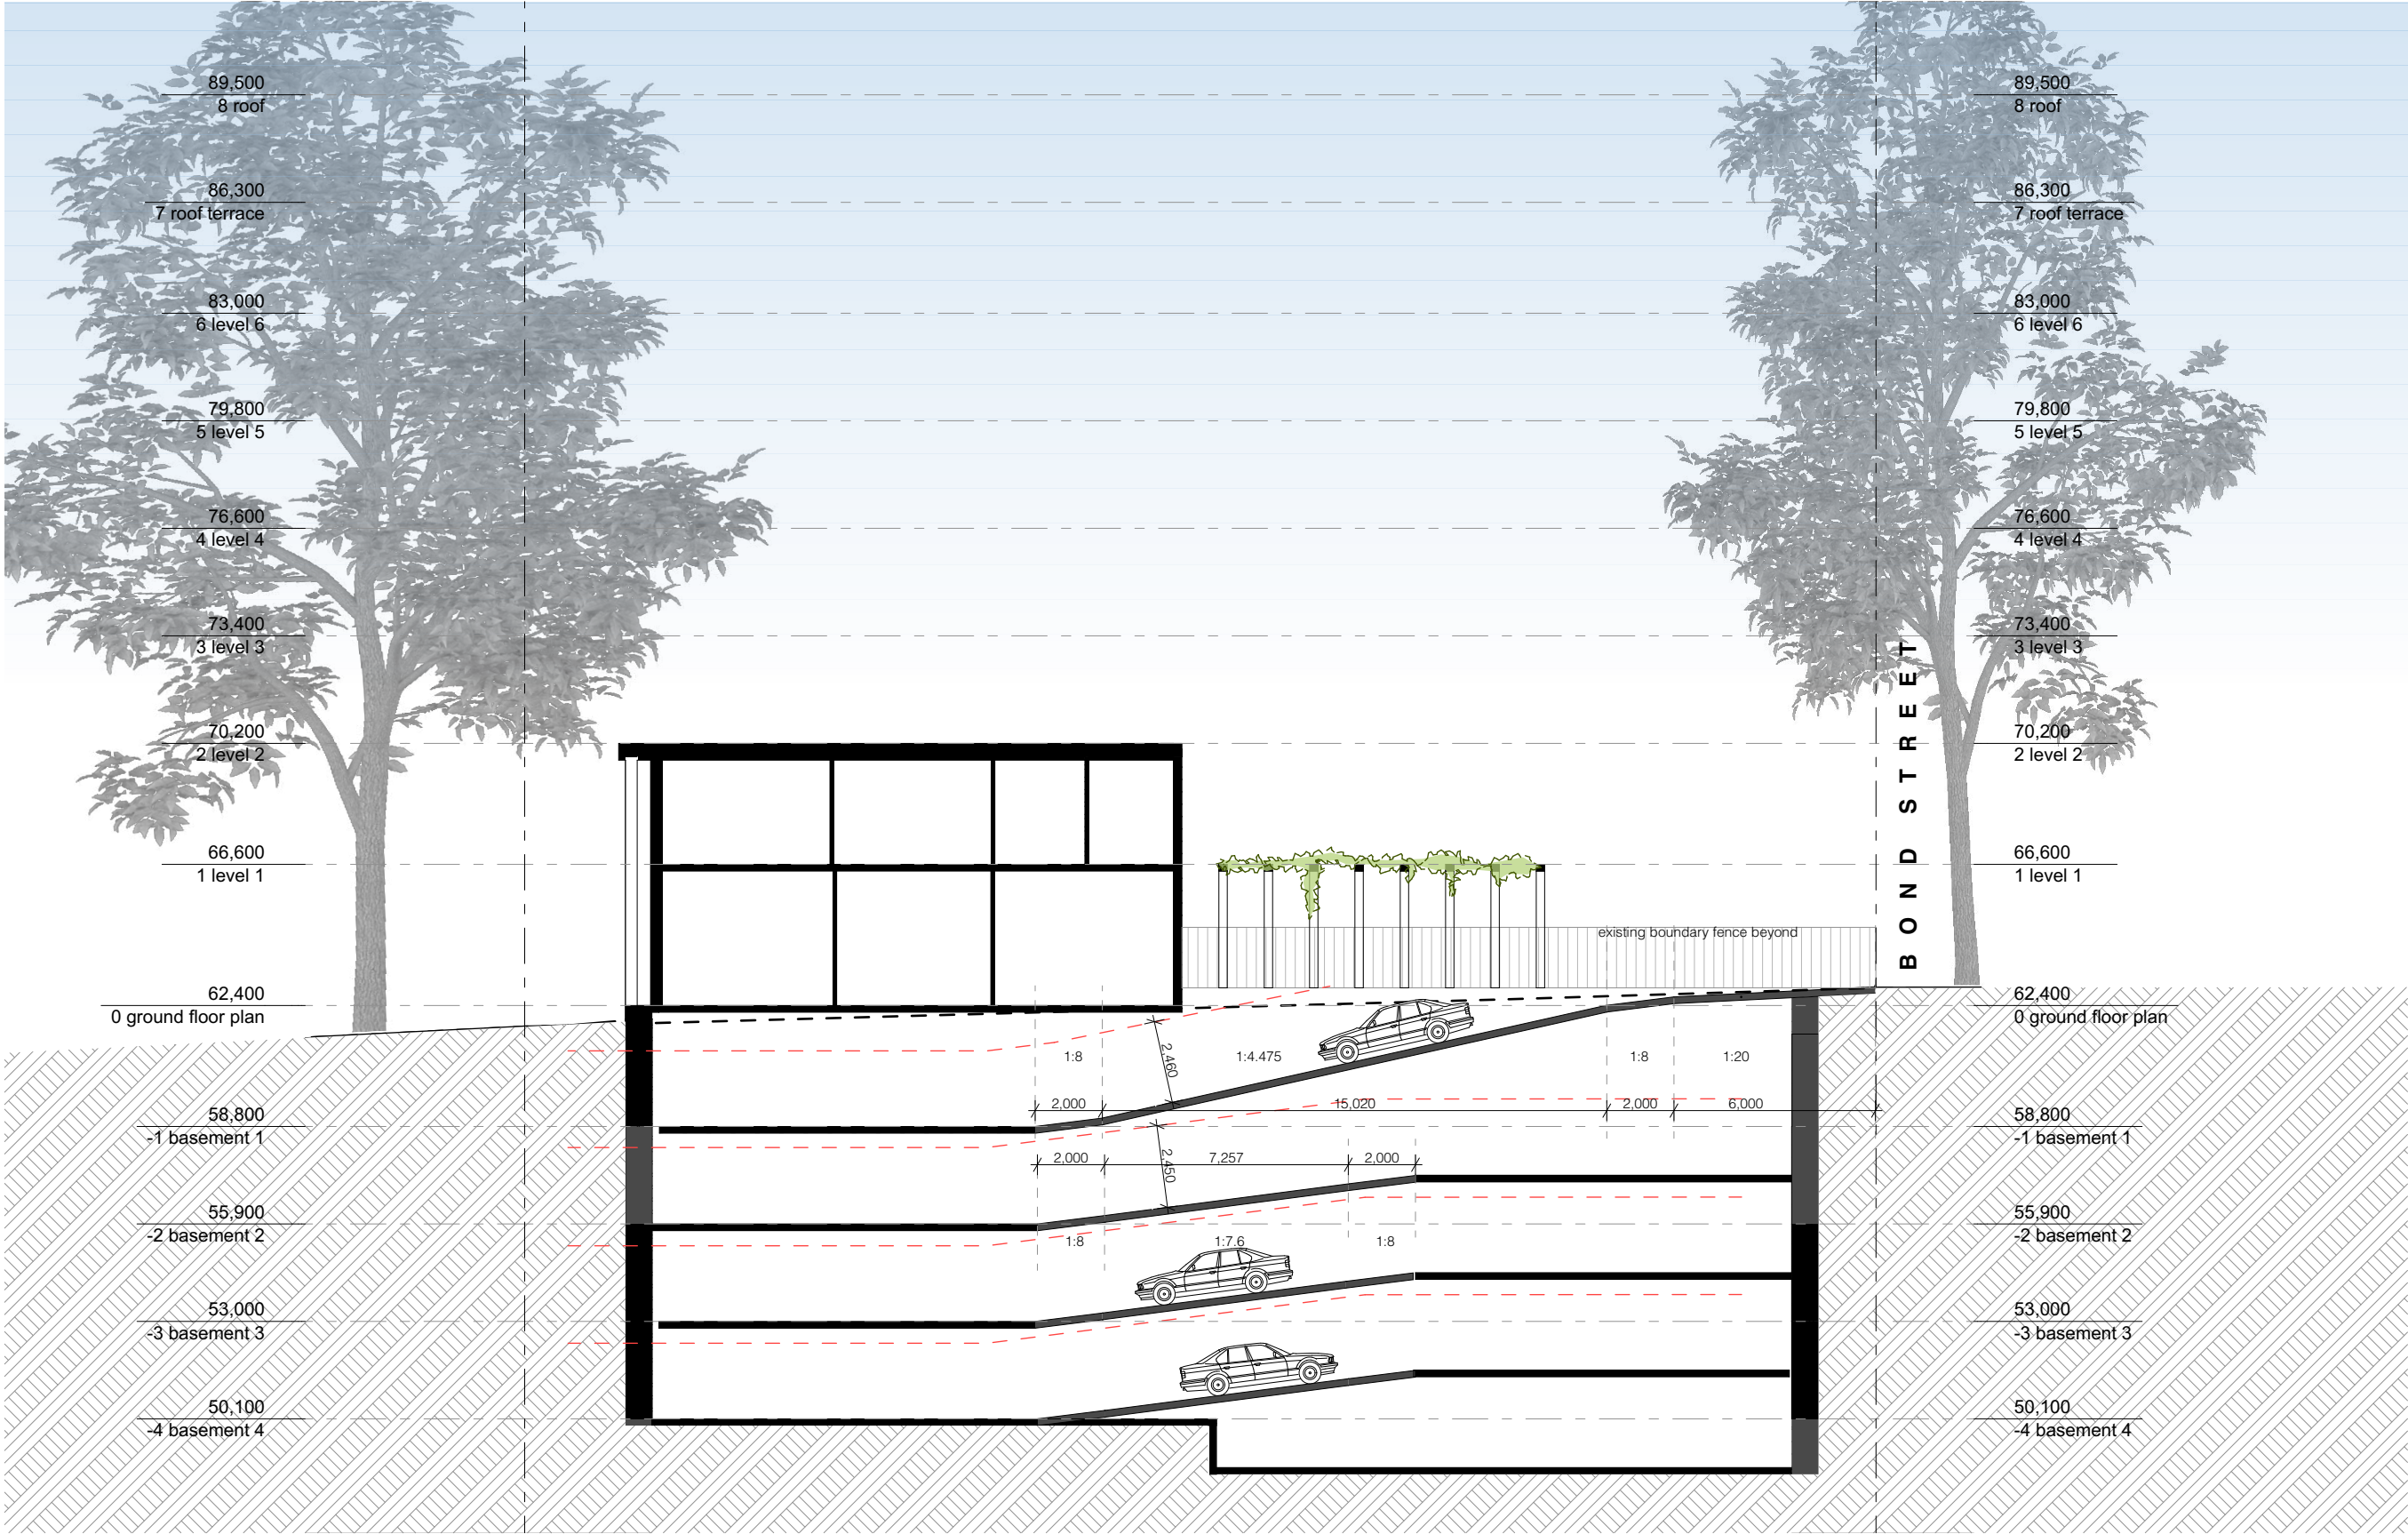 89,500
8 roof
86,300
7 roof terrace
83,000
6 level 6
79,800
5 level 5
76,600
4 level 4
73,400
3 level 3
70,200
2 level 2
66,600
1 level 1
62,400
0 ground floor plan
58,800
-1 basement 1
55,900
-2 basement 2
53,000
-3 basement 3
50,100
-4 basement 4
existing boundary fence beyond
1:8
2,460
1:4.475
1:8
1:20
2,000
15,020
2,000
6,000
2,000
2,450
7,257
2,000
1:8
1:7.6
1:8
BOND STREET
89,500
8 roof
86,300
7 roof terrace
83,000
6 level 6
79,800
5 level 5
76,600
4 level 4
73,400
3 level 3
70,200
2 level 2
66,600
1 level 1
62,400
0 ground floor plan
58,800
-1 basement 1
55,900
-2 basement 2
53,000
-3 basement 3
50,100
-4 basement 4